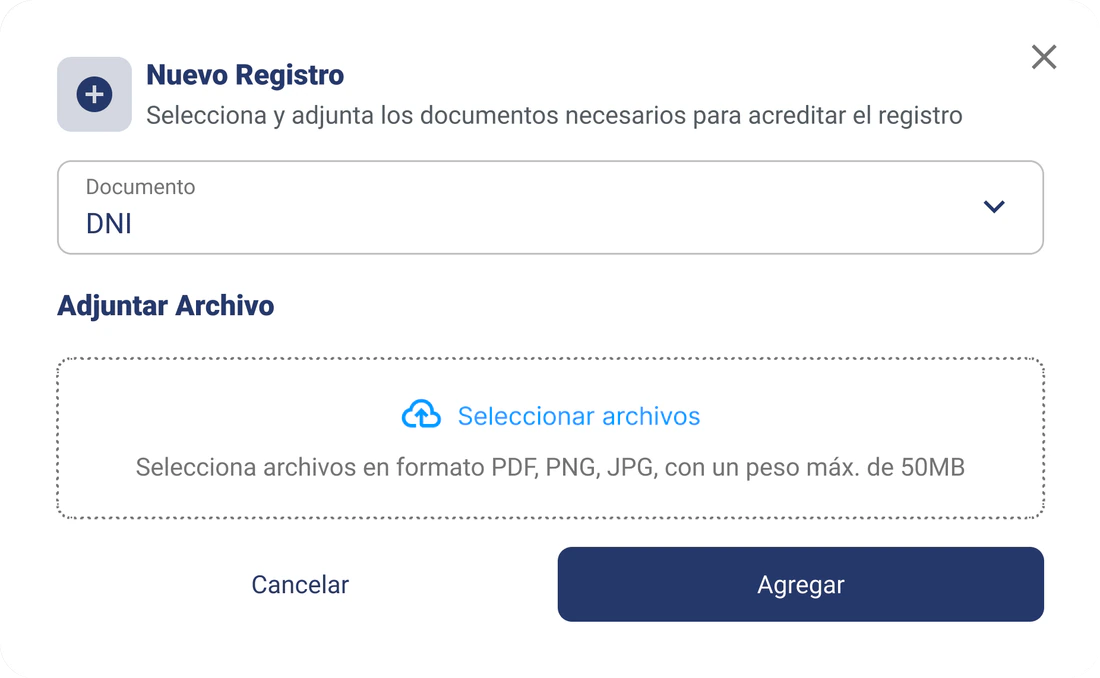 Nuevo Registro
Selecciona y adjunta los documentos necesarios para acreditar el registro
Documento
DNI
Adjuntar Archivo
Seleccionar archivos
Selecciona archivos en formato PDF, PNG, JPG, con un peso máx. de 50MB
Cancelar
Agregar